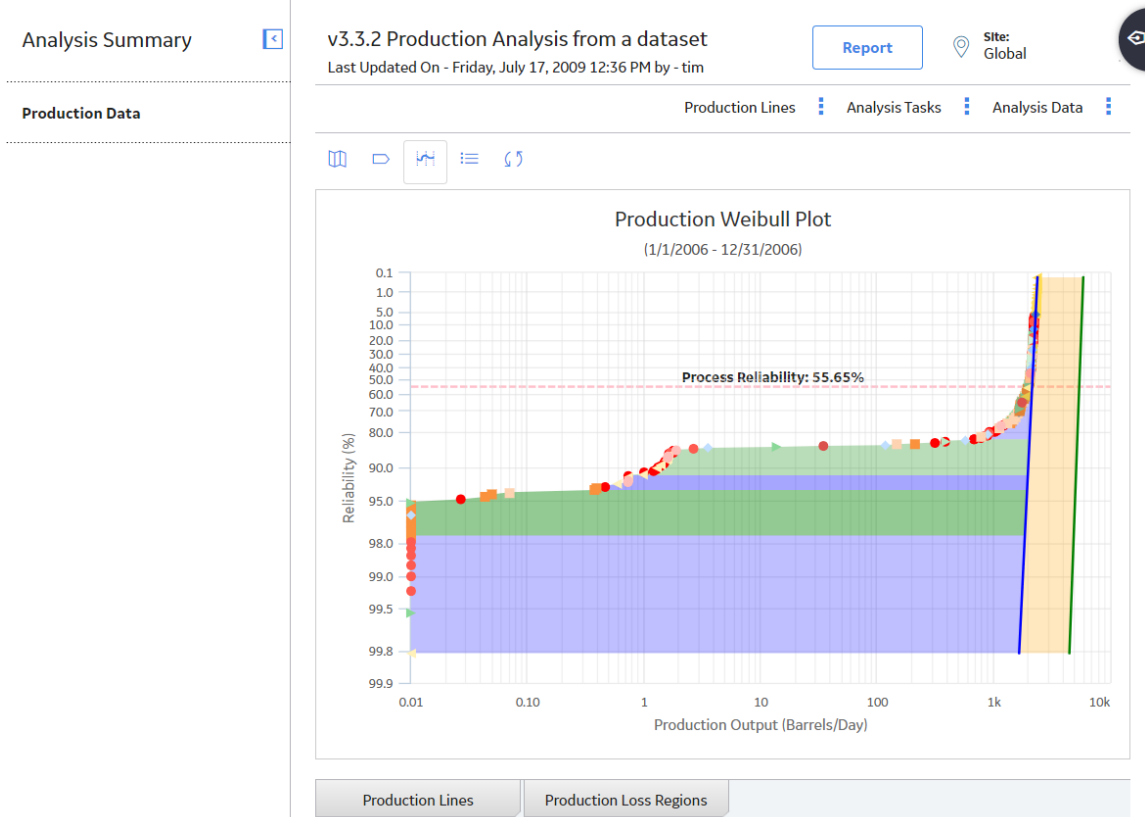 Analysis Summary
Production Data
v3.3.2 Production Analysis from a dataset
Last Updated On - Friday, July 17, 2009 12:36 PM by - tim
Report
Site:
Global
Production Lines
Analysis Tasks
Analysis Data
Production Weibull Plot
(1/1/2006 - 12/31/2006)
Reliability (%)
0.1
1.0
5.0
10.0
20.0
30.0
40.0
50.0
60.0
70.0
80.0
90.0
95.0
98.0
99.0
99.5
99.8
99.9
Process Reliability: 55.65%
0.01 0.10 1 10 100 1k 10k
Production Output (Barrels/Day)
Production Lines
Production Loss Regions